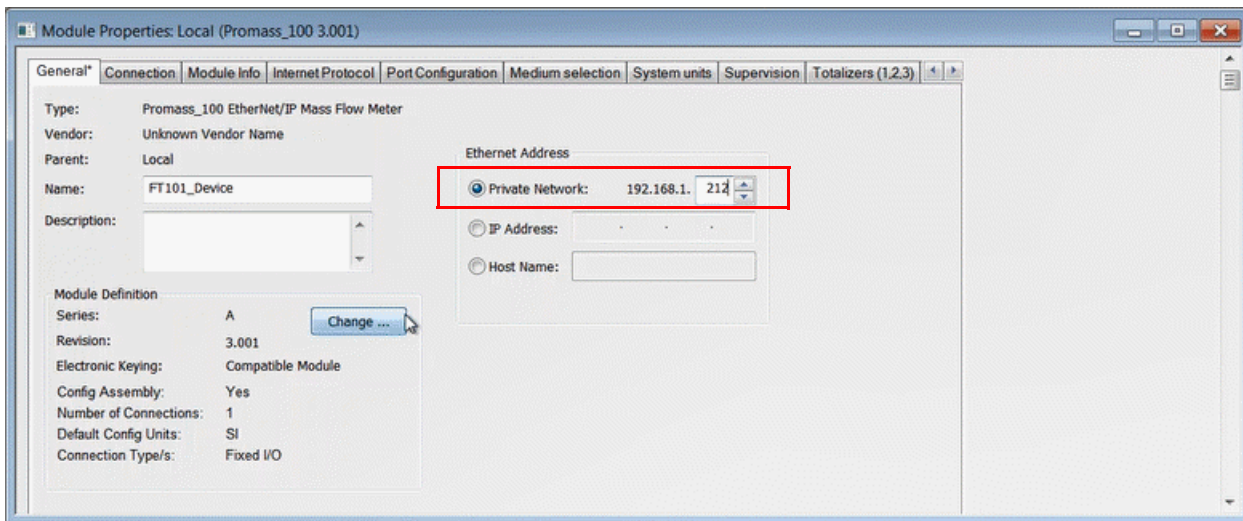 Module Properties: Local (Promass_100 3.001)
General* Connection Module Info Internet Protocol Port Configuration Medium selection System units Supervision Totalizers (1,2,3)
Type: Promass_100 EtherNet/IP Mass Flow Meter
Vendor: Unknown Vendor Name
Parent: Local
Name: FT101_Device
Description:
Ethernet Address
Private Network: 192.168.1. 212
IP Address: . . .
Host Name:
Module Definition
Series: A
Change ...
Revision: 3.001
Electronic Keying: Compatible Module
Config Assembly: Yes
Number of Connections: 1
Default Config Units: SI
Connection Type/s: Fixed I/O